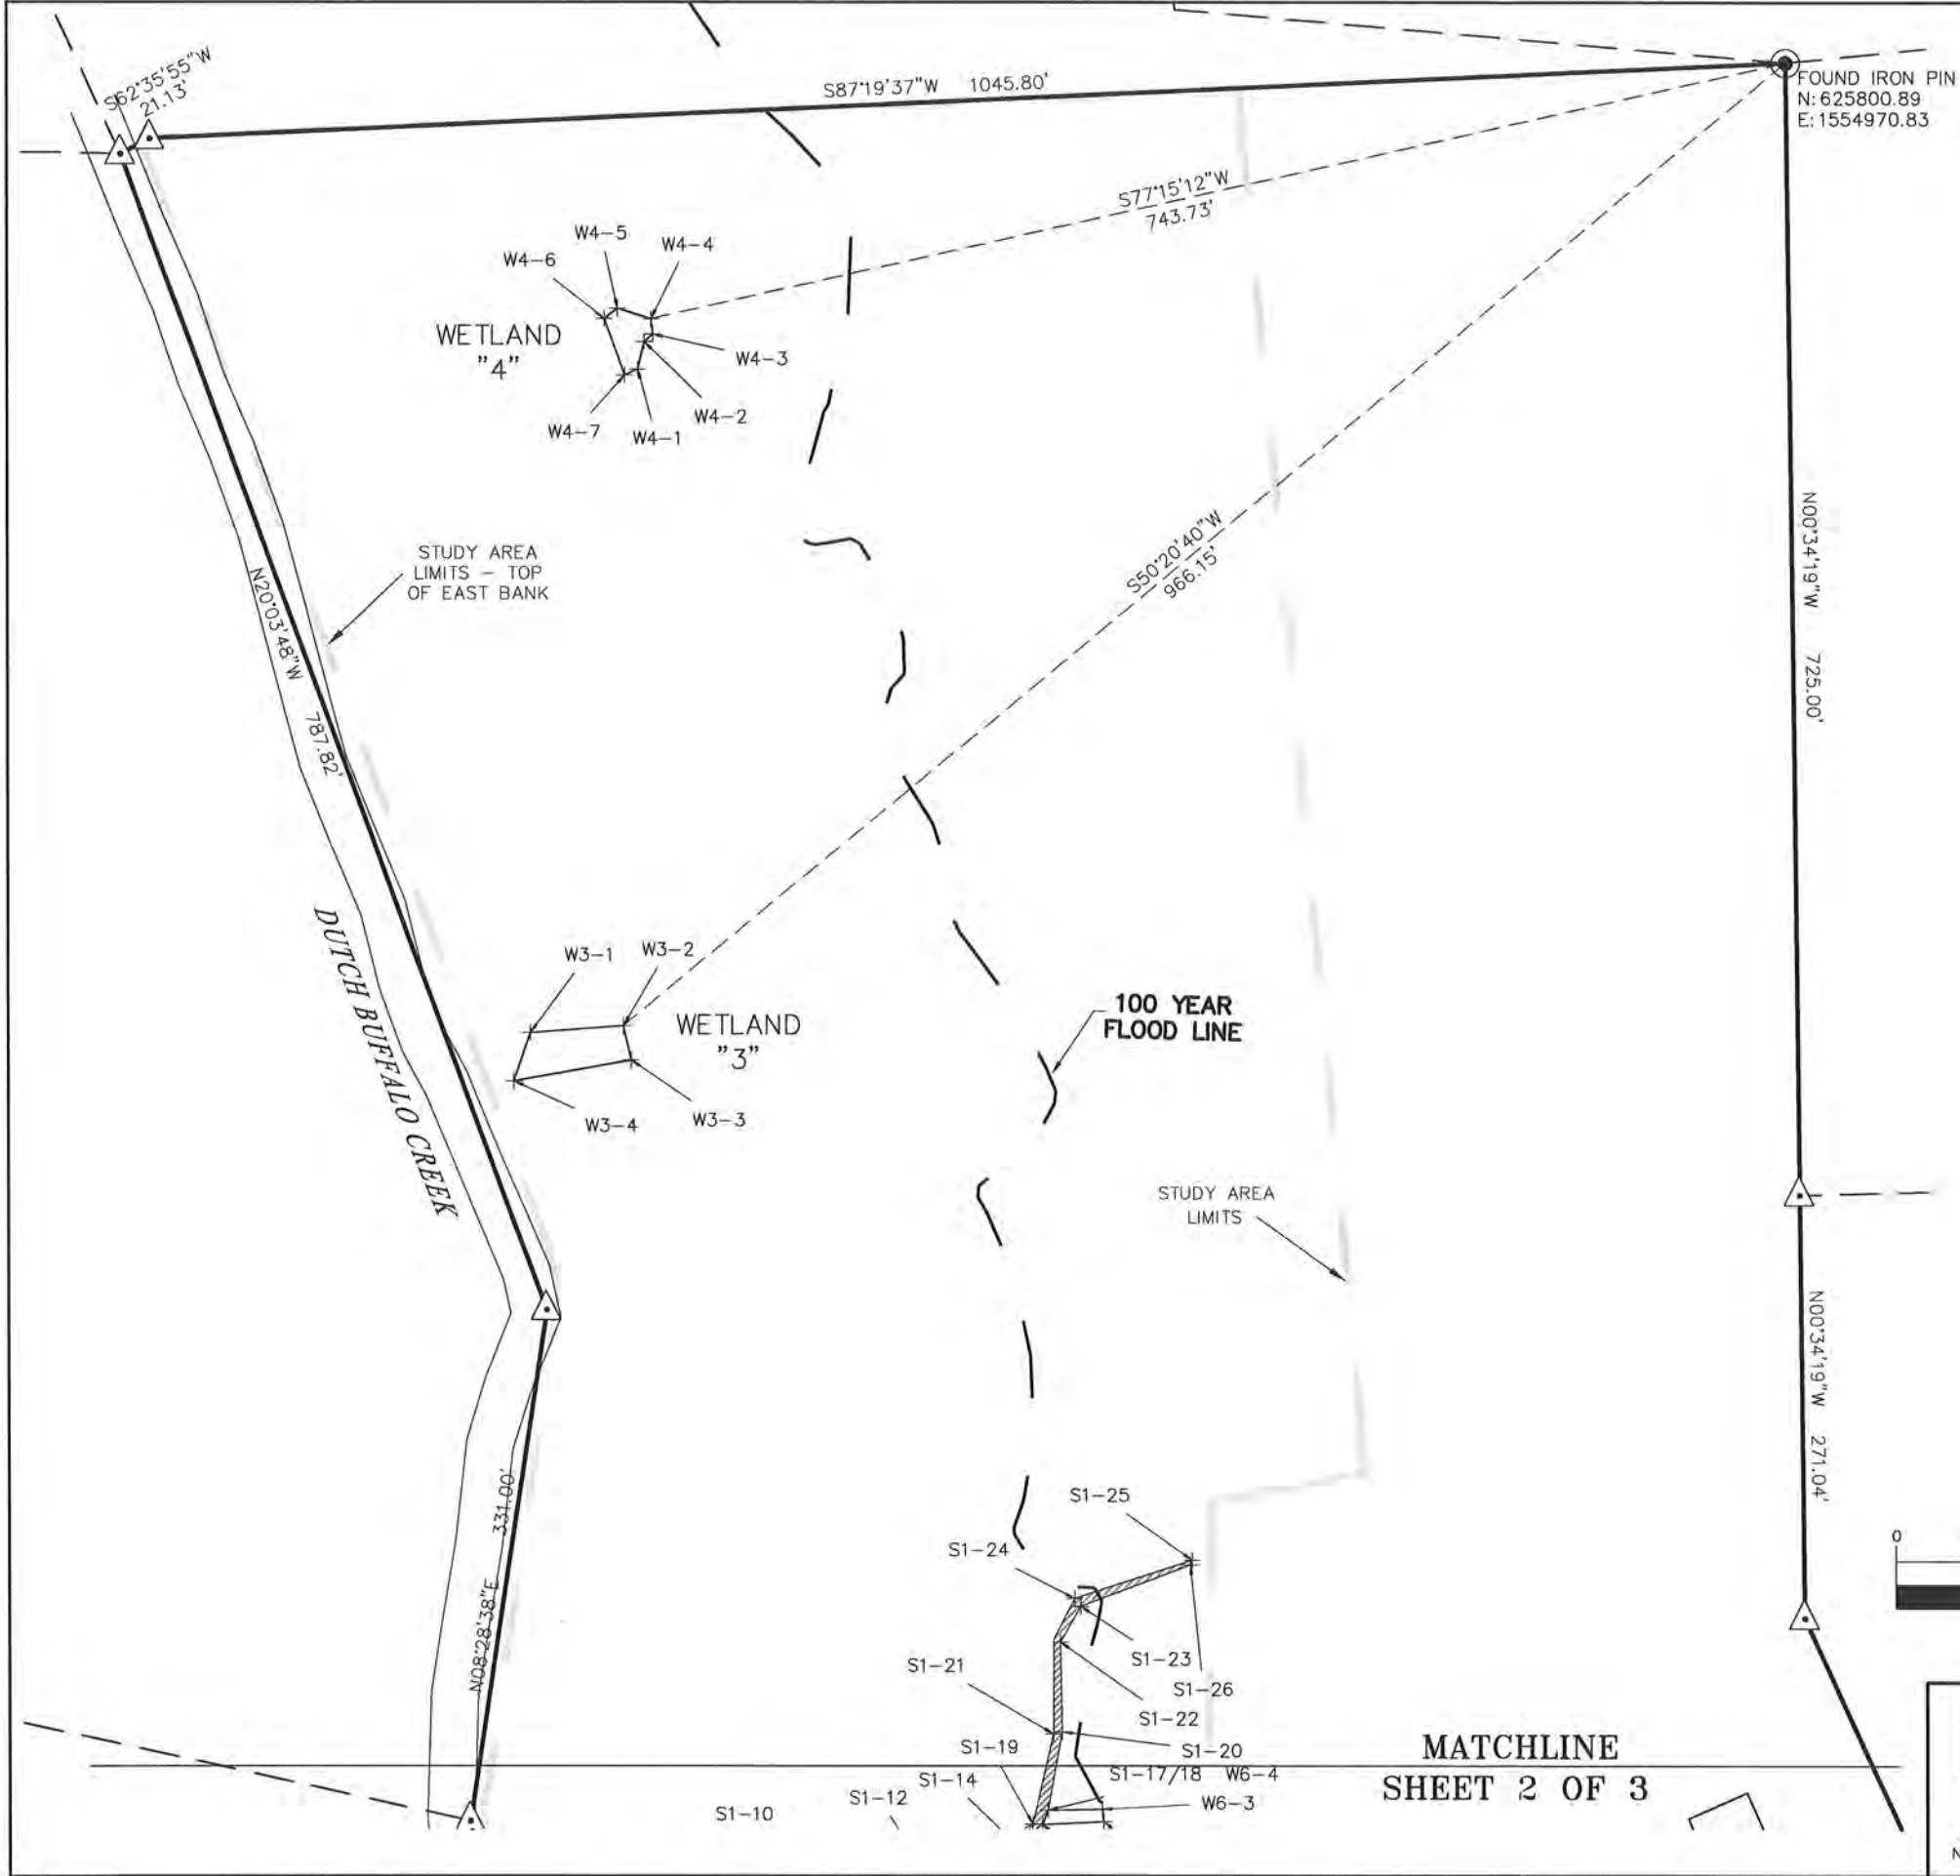 S62°35'55"W
21.13'
S87°19'37"W 1045.80'
FOUND IRON PIN
N: 625800.89
E: 1554970.83
S77°15'12"W
743.73'
W4-5
W4-4
W4-6
WETLAND
"4"
W4-3
W4-2
W4-7
W4-1
S50°20'40"W
966.15'
N00°34'19"W 725.00'
STUDY AREA
LIMITS - TOP
OF EAST BANK
N20°03'48"W 787.82'
DUTCH BUFFALO CREEK
W3-1
W3-2
WETLAND
"3"
W3-4
W3-3
100 YEAR
FLOOD LINE
STUDY AREA
LIMITS
N00°34'19"W 271.04'
N08°28'38"E 331.00'
S1-25
S1-24
0
S1-23
S1-21
S1-26
S1-22
S1-19
S1-20
S1-14
S1-17/18 W6-4
S1-12
W6-3
S1-10
MATCHLINE
SHEET 2 OF 3